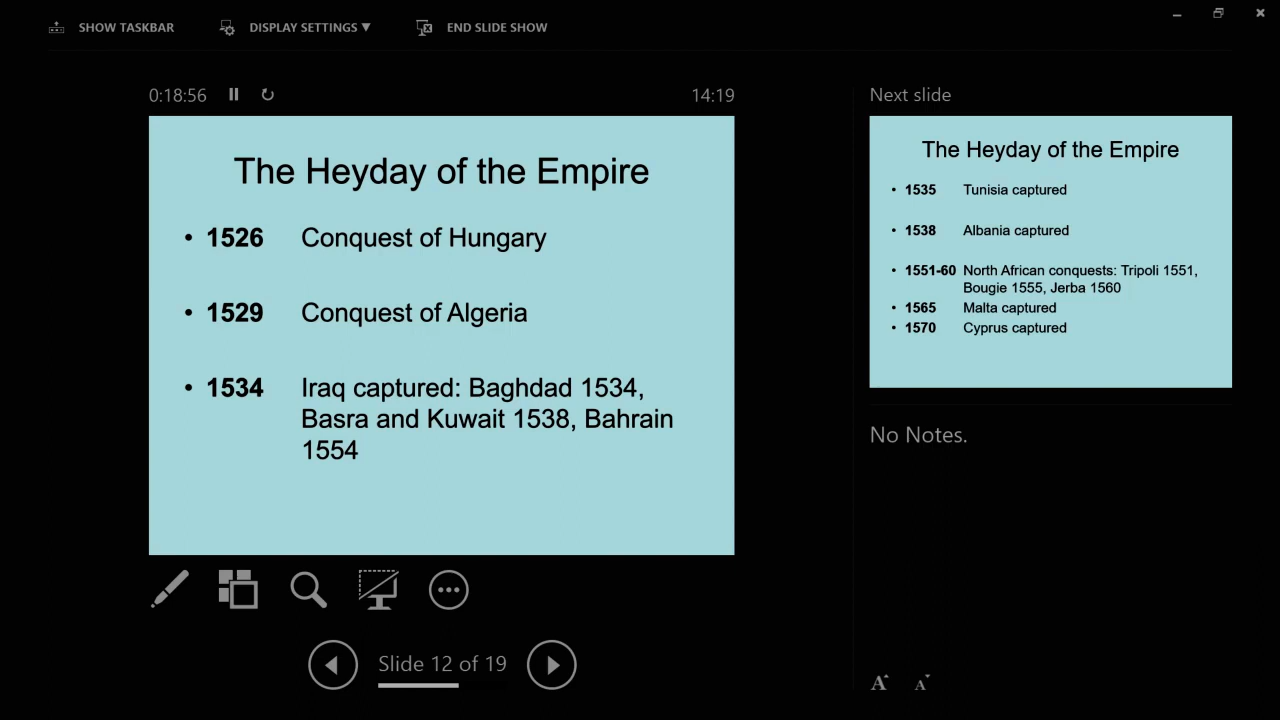 SHOW TASKBAR
DISPLAY SETTINGS ▼
END SLIDE SHOW
0:18:56
14:19
The Heyday of the Empire
• 1526 Conquest of Hungary
• 1529 Conquest of Algeria
• 1534 Iraq captured: Baghdad 1534,
Basra and Kuwait 1538, Bahrain
1554
Slide 12 of 19
Next slide
The Heyday of the Empire
• 1535 Tunisia captured
• 1538 Albania captured
• 1551-60 North African conquests: Tripoli 1551,
Bougie 1555, Jerba 1560
• 1565 Malta captured
• 1570 Cyprus captured
No Notes.
A A